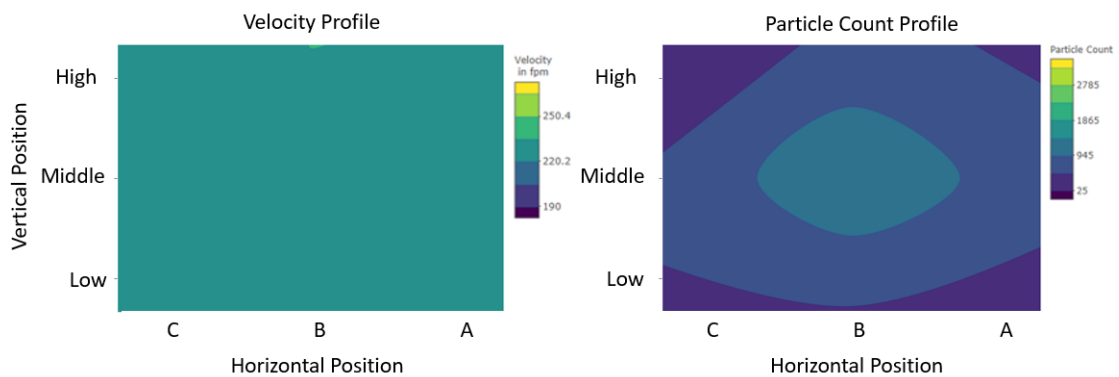 Velocity Profile
Vertical Position
High
Middle
Low
C B A
Horizontal Position
Velocity
in fpm
250.4
220.2
190
Particle Count Profile
High
Middle
Low
C B A
Horizontal Position
Particle Count
2785
1865
945
25